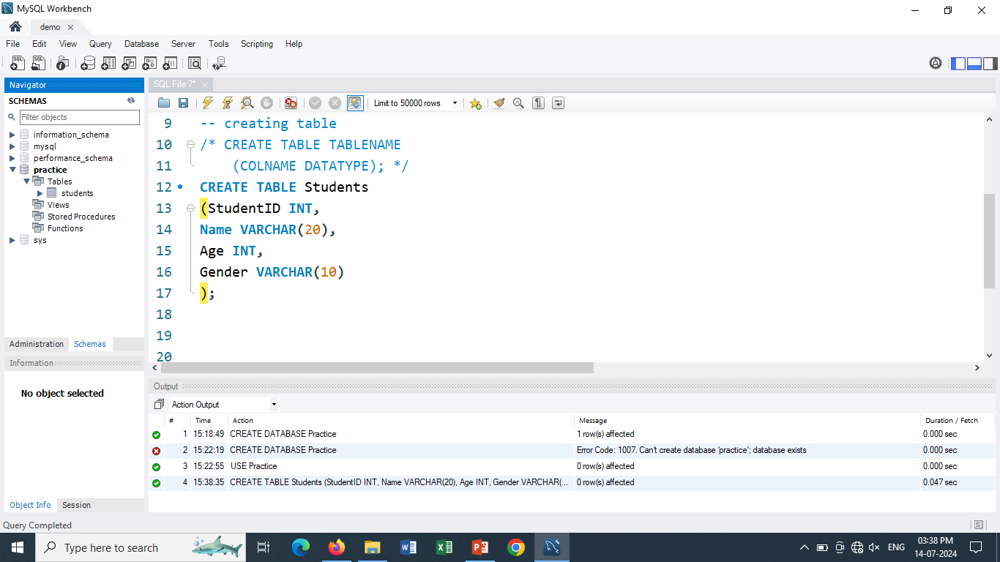 MySQL Workbench
demo
File Edit View Query Database Server Tools Scripting Help
Navigator
SCHEMAS
Filter objects
information_schema
mysql
performance_schema
practice
Tables
students
Views
Stored Procedures
Functions
sys
Administration Schemas
Information
No object selected
Object Info Session
SQL File 7*
Limit to 50000 rows
9 -- creating table
10 /* CREATE TABLE TABLENAME
11 (COLNAME DATATYPE); */
12 CREATE TABLE Students
13 (StudentID INT,
14 Name VARCHAR(20),
15 Age INT,
16 Gender VARCHAR(10)
17 );
18
19
20
Output
Action Output
# Time Action Message Duration / Fetch
1 15:18:49 CREATE DATABASE Practice 1 row(s) affected 0.000 sec
2 15:22:19 CREATE DATABASE Practice Error Code: 1007. Can't create database 'practice'; database exists 0.000 sec
3 15:22:55 USE Practice 0 row(s) affected 0.000 sec
4 15:38:35 CREATE TABLE Students (StudentID INT, Name VARCHAR(20), Age INT, Gender VARCHAR(... 0 row(s) affected 0.047 sec
Query Completed
Type here to search
ENG
03:38 PM
14-07-2024